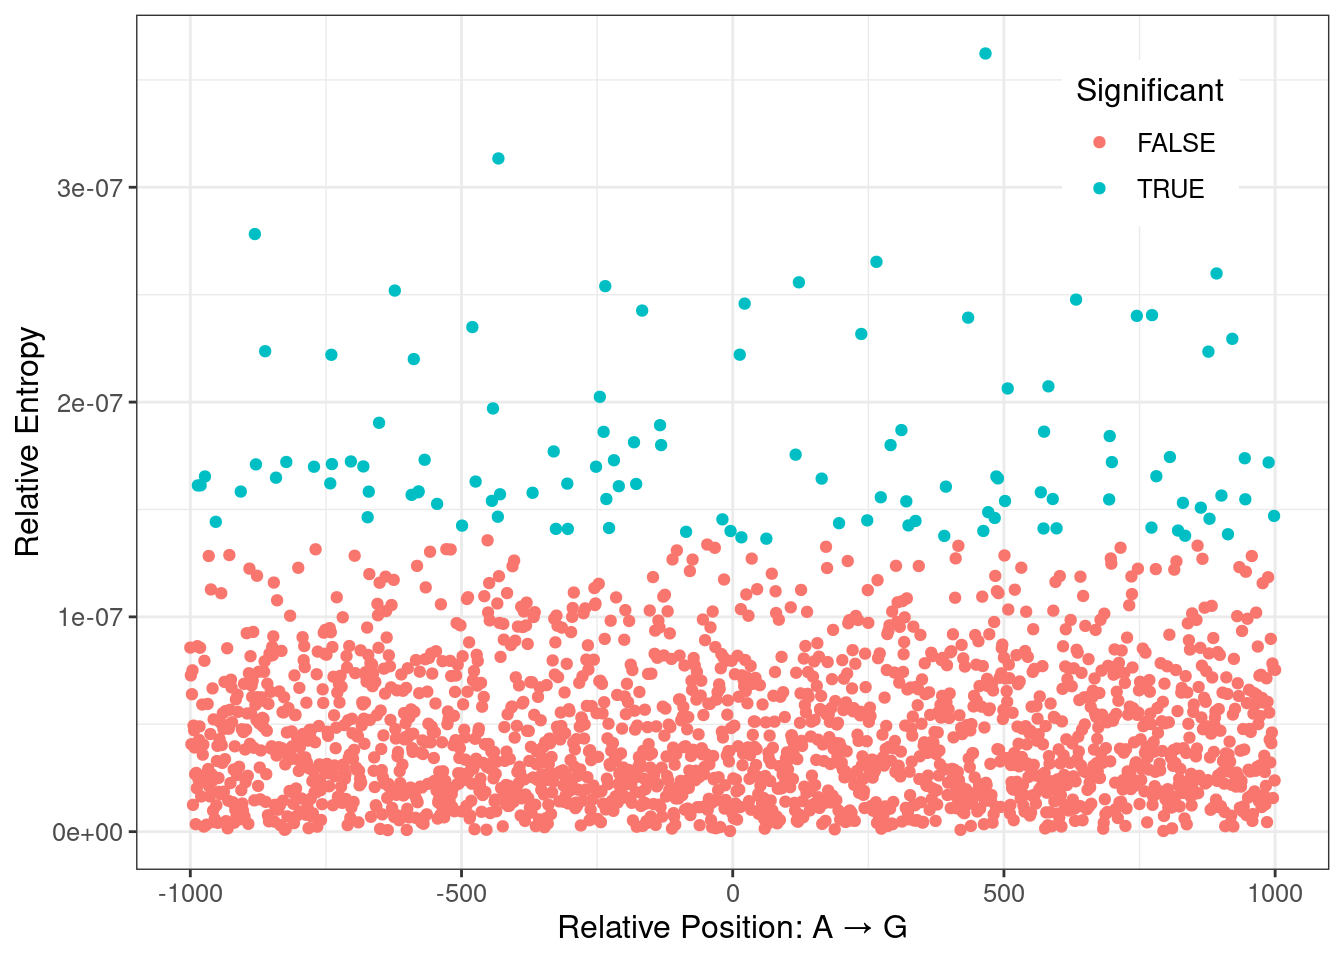 Significant
FALSE
TRUE
Relative Entropy
3e-07
2e-07
1e-07
0e+00
-1000
-500
0
500
1000
Relative Position: A → G